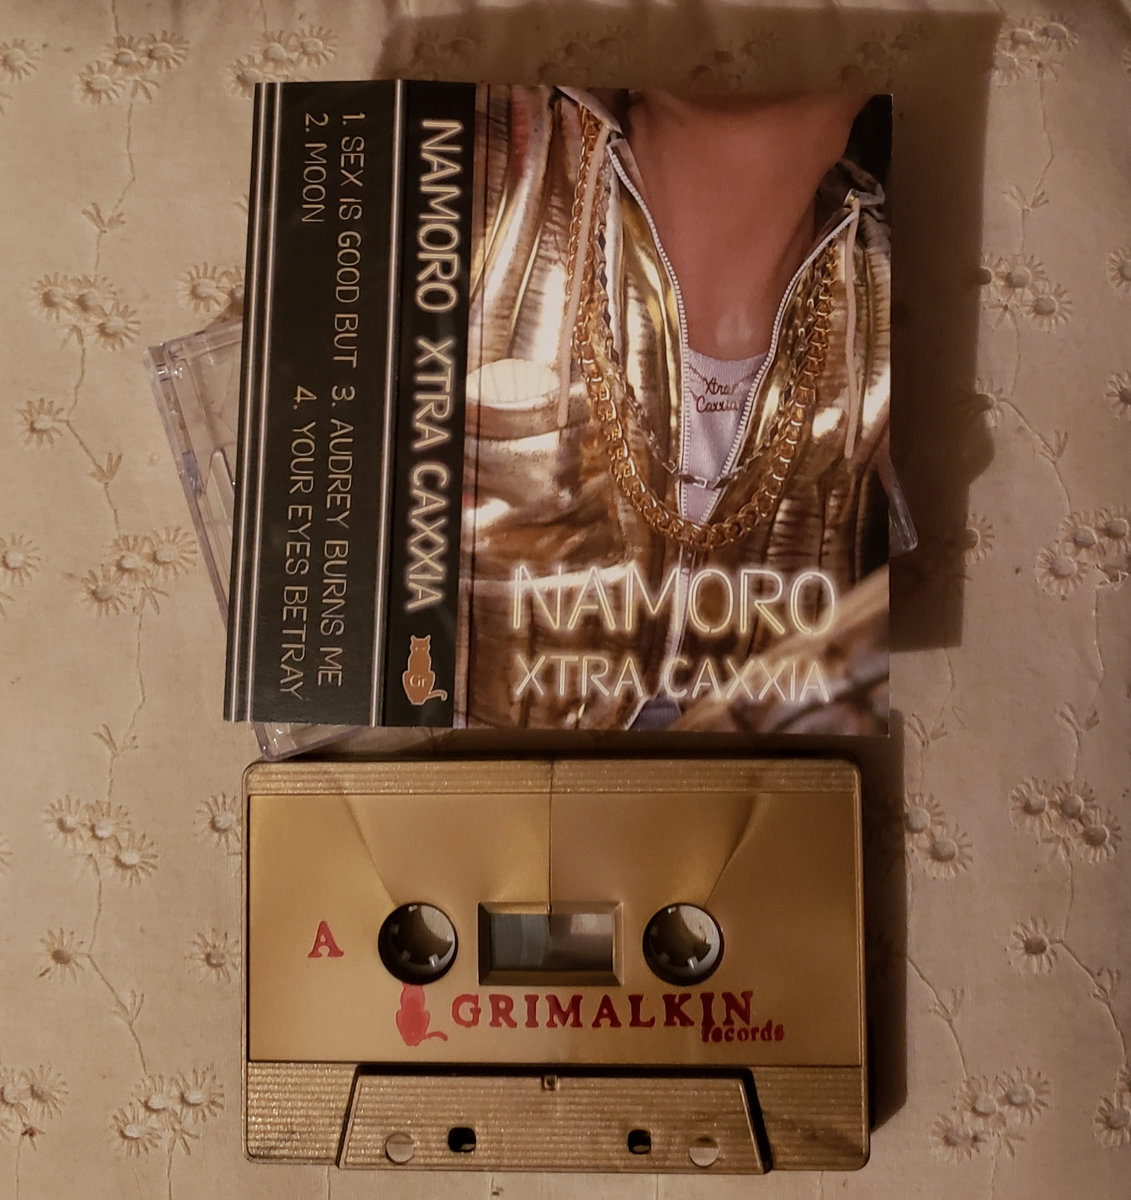 1. SEX IS GOOD BUT
2. MOON
3. AUDREY BURNS ME
4. YOUR EYES BETRAY
NAMORO XTRA CAXXIA
Gr
Xtra
Caxxia
NAMORO
XTRA CAXXIA
A
GRIMALKIN
records